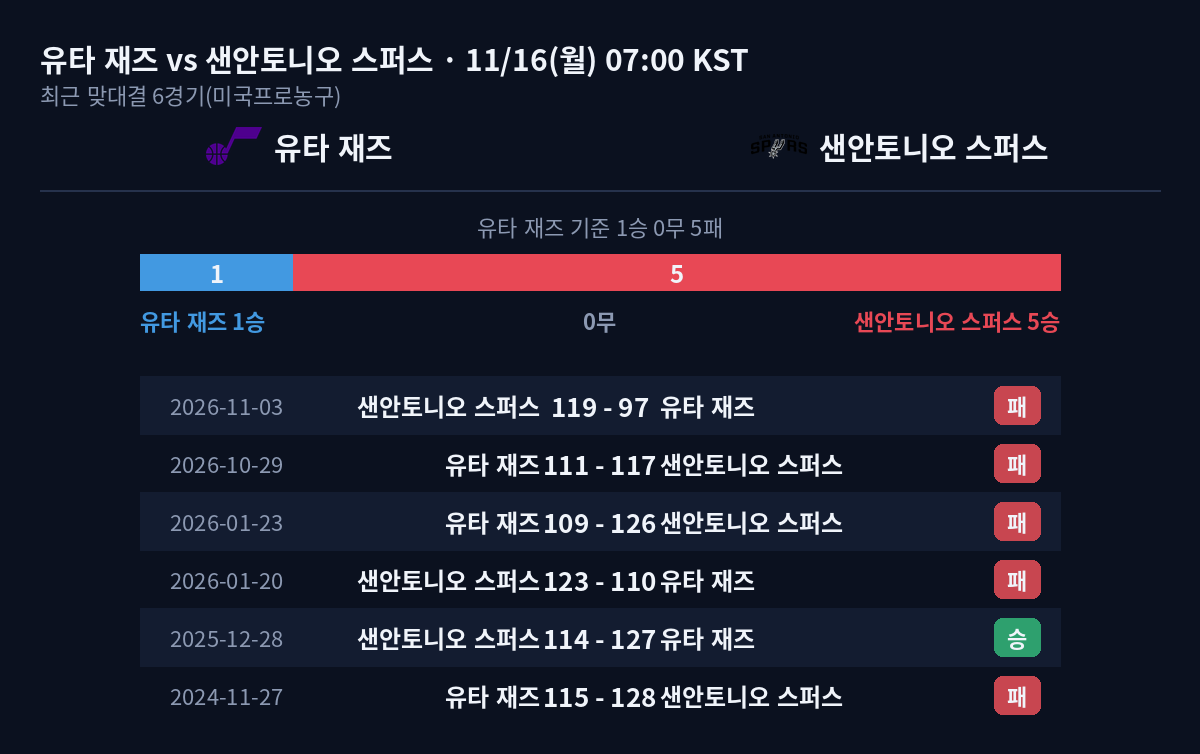 유타 재즈 vs 샌안토니오 스퍼스 · 11/16(월) 07:00 KST
최근 맞대결 6경기(미국프로농구)
유타 재즈 SPURS 샌안토니오 스퍼스
유타 재즈 기준 1승 0무 5패
1 5
유타 재즈 1승 0무 샌안토니오 스퍼스 5승
2026-11-03 샌안토니오 스퍼스 119 - 97 유타 재즈 패
2026-10-29 유타 재즈 111 - 117 샌안토니오 스퍼스 패
2026-01-23 유타 재즈 109 - 126 샌안토니오 스퍼스 패
2026-01-20 샌안토니오 스퍼스 123 - 110 유타 재즈 패
2025-12-28 샌안토니오 스퍼스 114 - 127 유타 재즈 승
2024-11-27 유타 재즈 115 - 128 샌안토니오 스퍼스 패